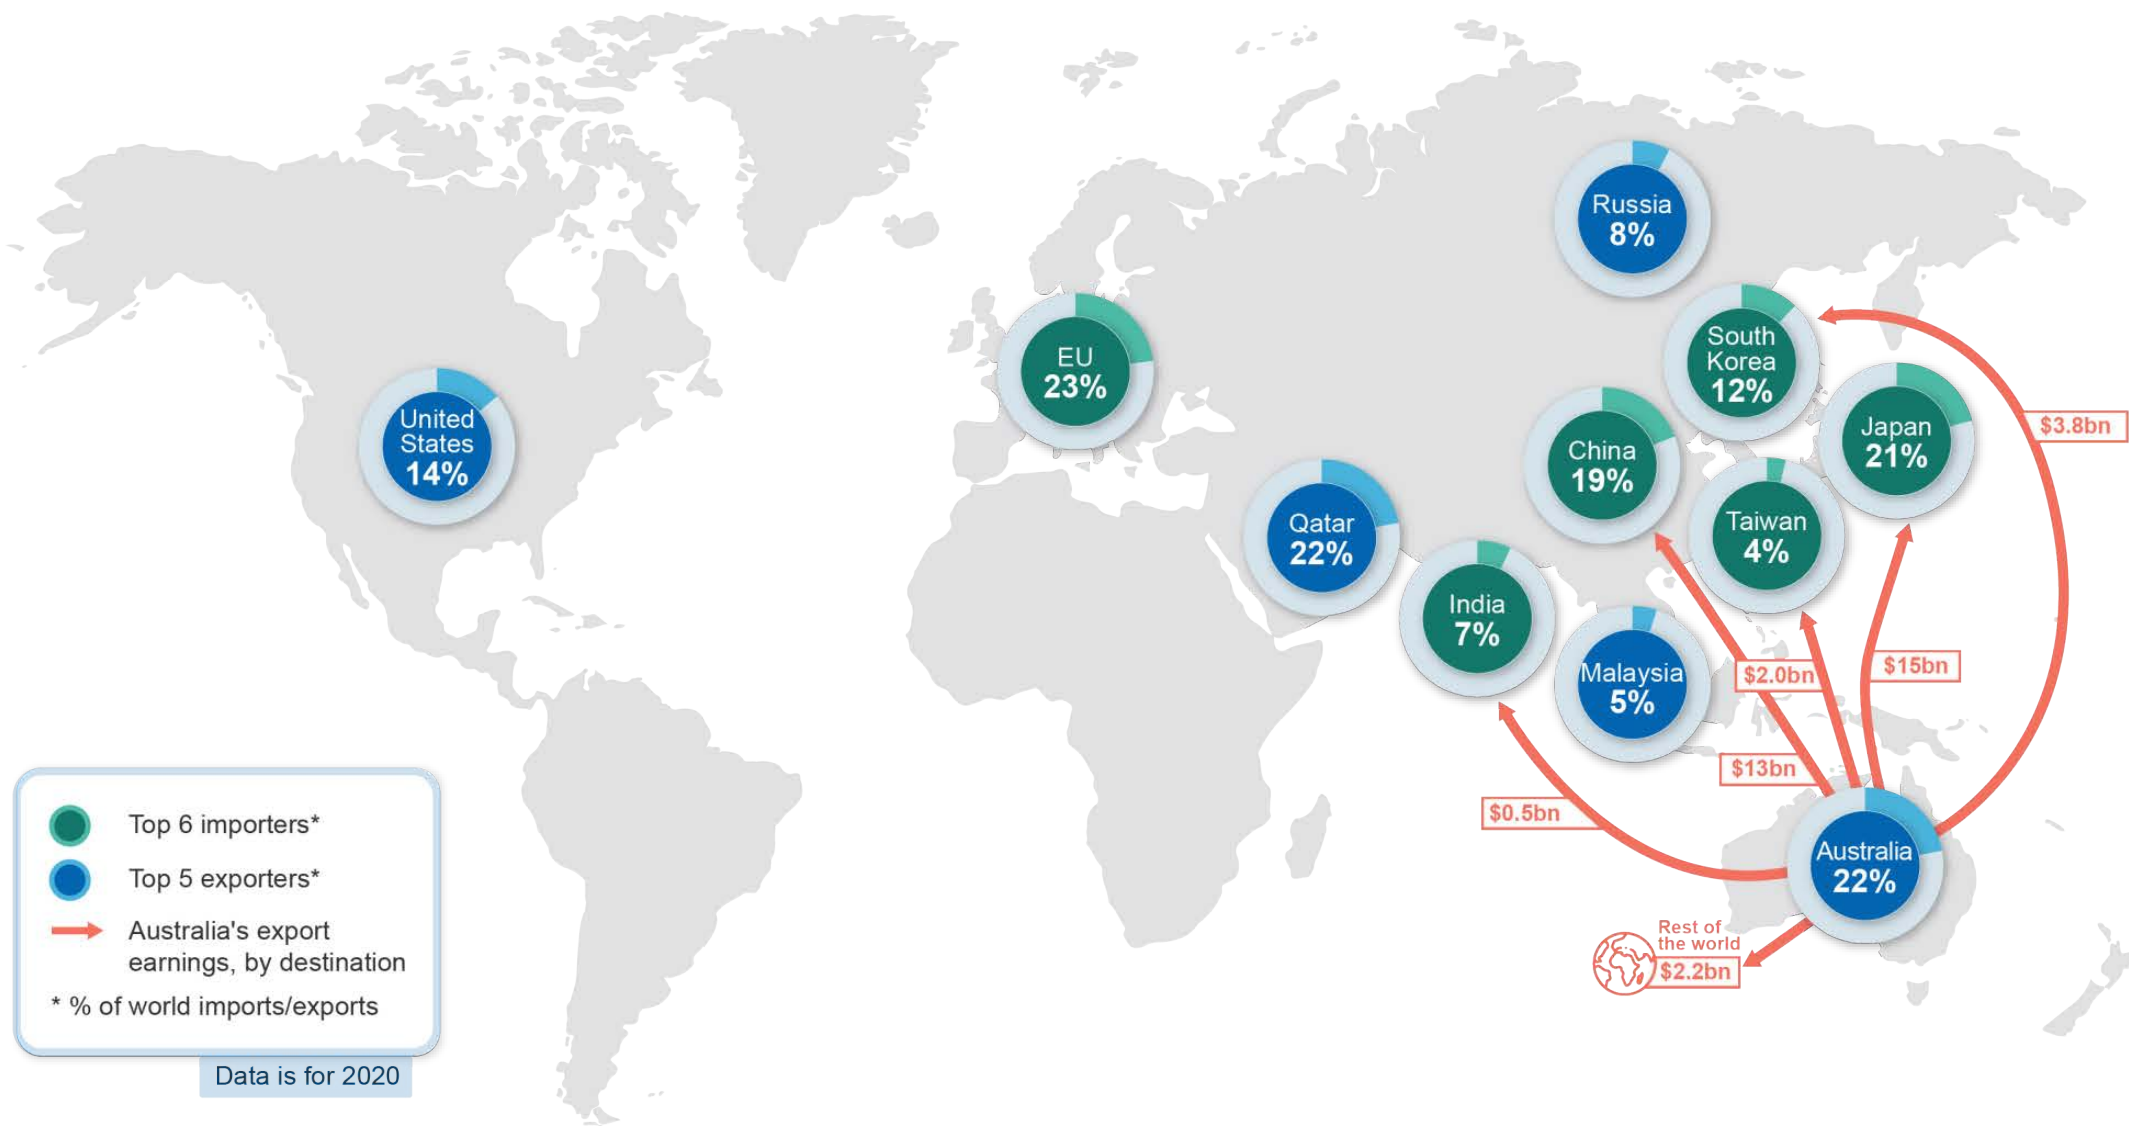 Russia
8%
South
Korea
12%
EU
23%
United
States
14%
Japan
21%
$3.8bn
China
19%
Qatar
22%
Taiwan
4%
India
7%
Malaysia
5%
$2.0bn
$15bn
$13bn
$0.5bn
Australia
22%
Rest of
the world
$2.2bn
Top 6 importers*
Top 5 exporters*
Australia's export
earnings, by destination
* % of world imports/exports
Data is for 2020